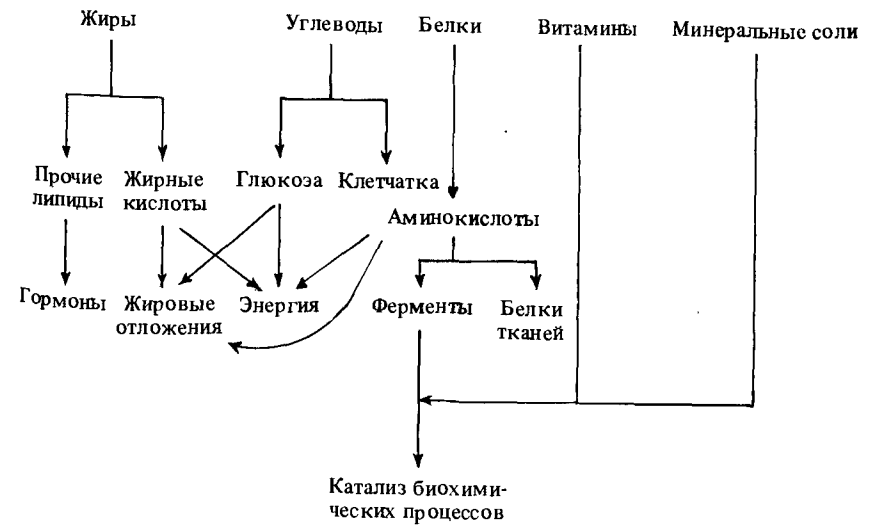 Жиры
Углеводы
Белки
Витамины
Минеральные соли
Прочие
липиды
Жирные
кислоты
Глюкоза
Клетчатка
Аминокислоты
Гормоны
Жировые
отложения
Энергия
Ферменты
Белки
тканей
Катализ биохими-
ческих процессов